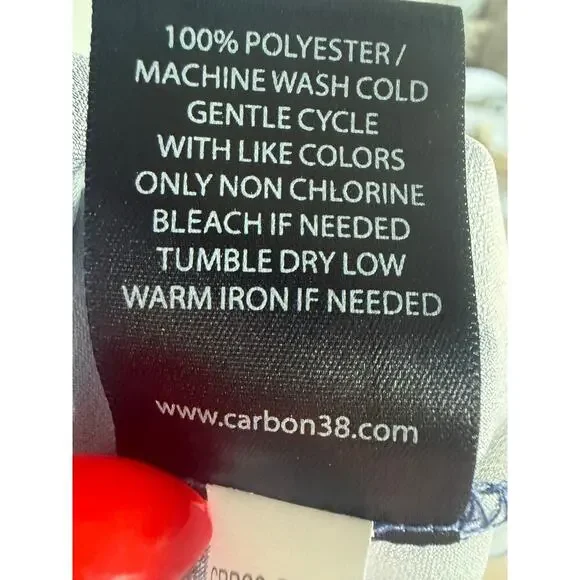 100% POLYESTER /
MACHINE WASH COLD
GENTLE CYCLE
WITH LIKE COLORS
ONLY NON CHLORINE
BLEACH IF NEEDED
TUMBLE DRY LOW
WARM IRON IF NEEDED
www.carbon38.com